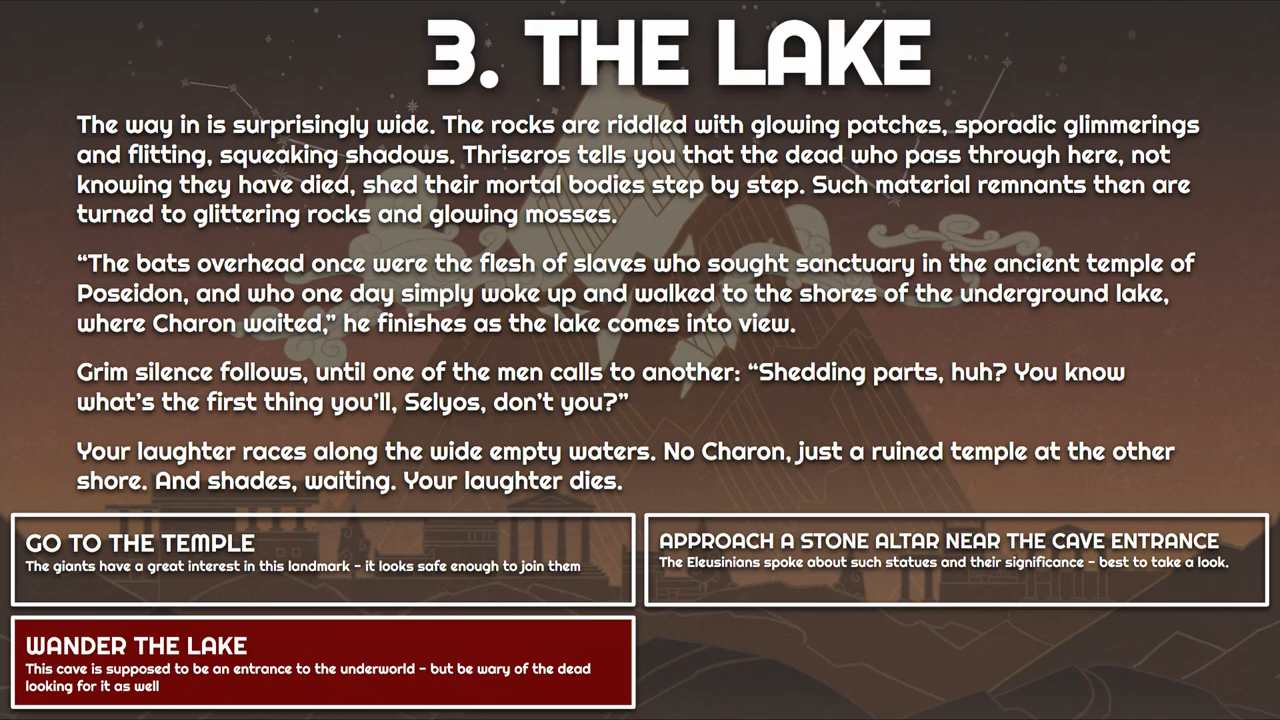 3. THE LAKE
The way in is surprisingly wide. The rocks are riddled with glowing patches, sporadic glimmerings
and flitting, squeaking shadows. Thriseros tells you that the dead who pass through here, not
knowing they have died, shed their mortal bodies step by step. Such material remnants then are
turned to glittering rocks and glowing mosses.
“The bats overhead once were the flesh of slaves who sought sanctuary in the ancient temple of
Poseidon, and who one day simply woke up and walked to the shores of the underground lake,
where Charon waited,” he finishes as the lake comes into view.
Grim silence follows, until one of the men calls to another: “Shedding parts, huh? You know
what’s the first thing you’ll, Selyos, don’t you?”
Your laughter races along the wide empty waters. No Charon, just a ruined temple at the other
shore. And shades, waiting. Your laughter dies.
GO TO THE TEMPLE
The giants have a great interest in this landmark - it looks safe enough to join them
APPROACH A STONE ALTAR NEAR THE CAVE ENTRANCE
The Eleusinians spoke about such statues and their significance - best to take a look.
WANDER THE LAKE
This cave is supposed to be an entrance to the underworld - but be wary of the dead
looking for it as well